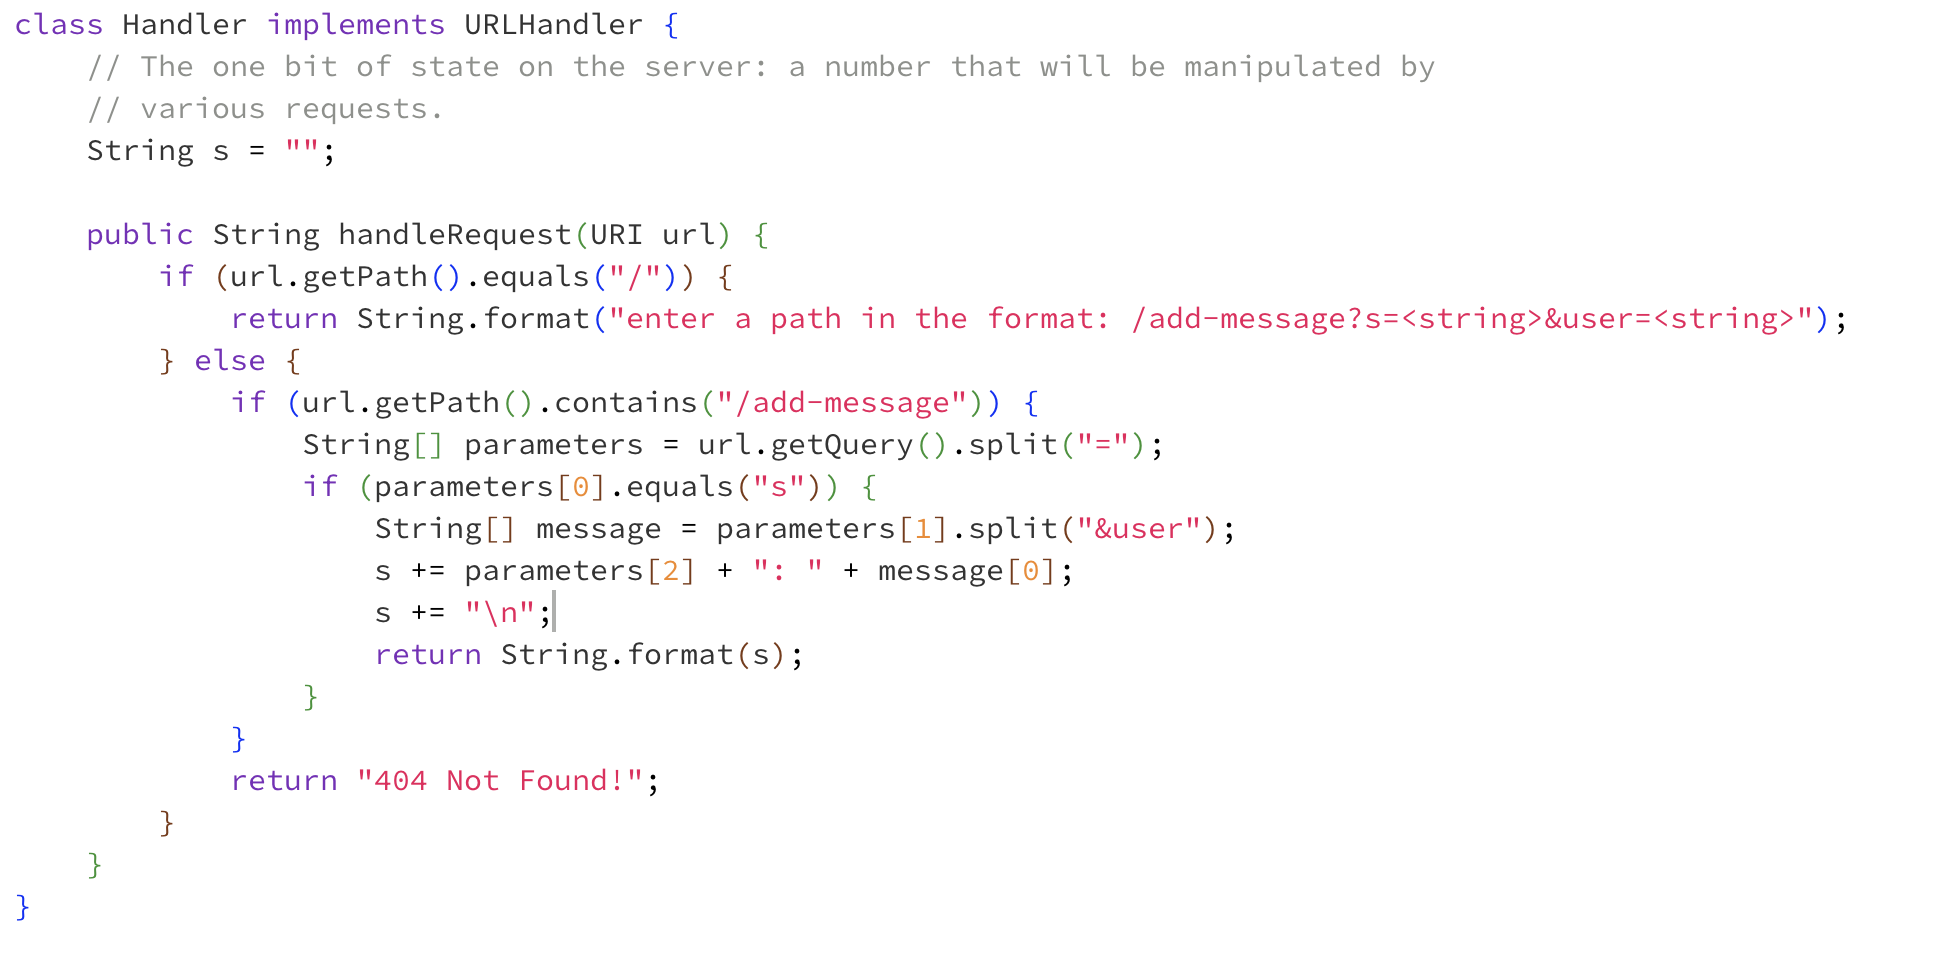 class Handler implements URLHandler {
    // The one bit of state on the server: a number that will be manipulated by
    // various requests.
    String s = "";

    public String handleRequest(URI url) {
        if (url.getPath().equals("/")) {
            return String.format("enter a path in the format: /add-message?s=<string>&user=<string>");
        } else {
            if (url.getPath().contains("/add-message")) {
                String[] parameters = url.getQuery().split("=");
                if (parameters[0].equals("s")) {
                    String[] message = parameters[1].split("&user");
                    s += parameters[2] + ": " + message[0];
                    s += "\n";
                    return String.format(s);
                }
            }
            return "404 Not Found!";
        }
    }
}